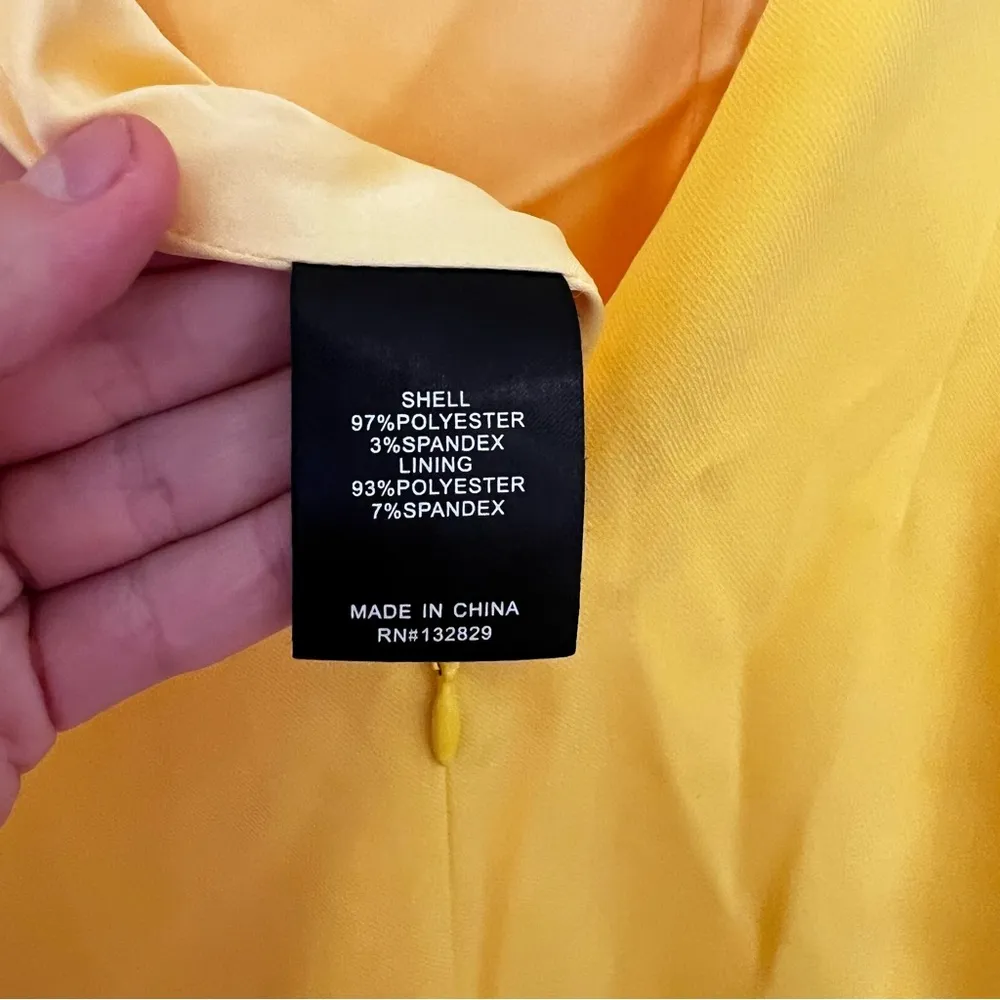 SHELL
97%POLYESTER
3%SPANDEX
LINING
93%POLYESTER
7%SPANDEX
MADE IN CHINA
RN#132829